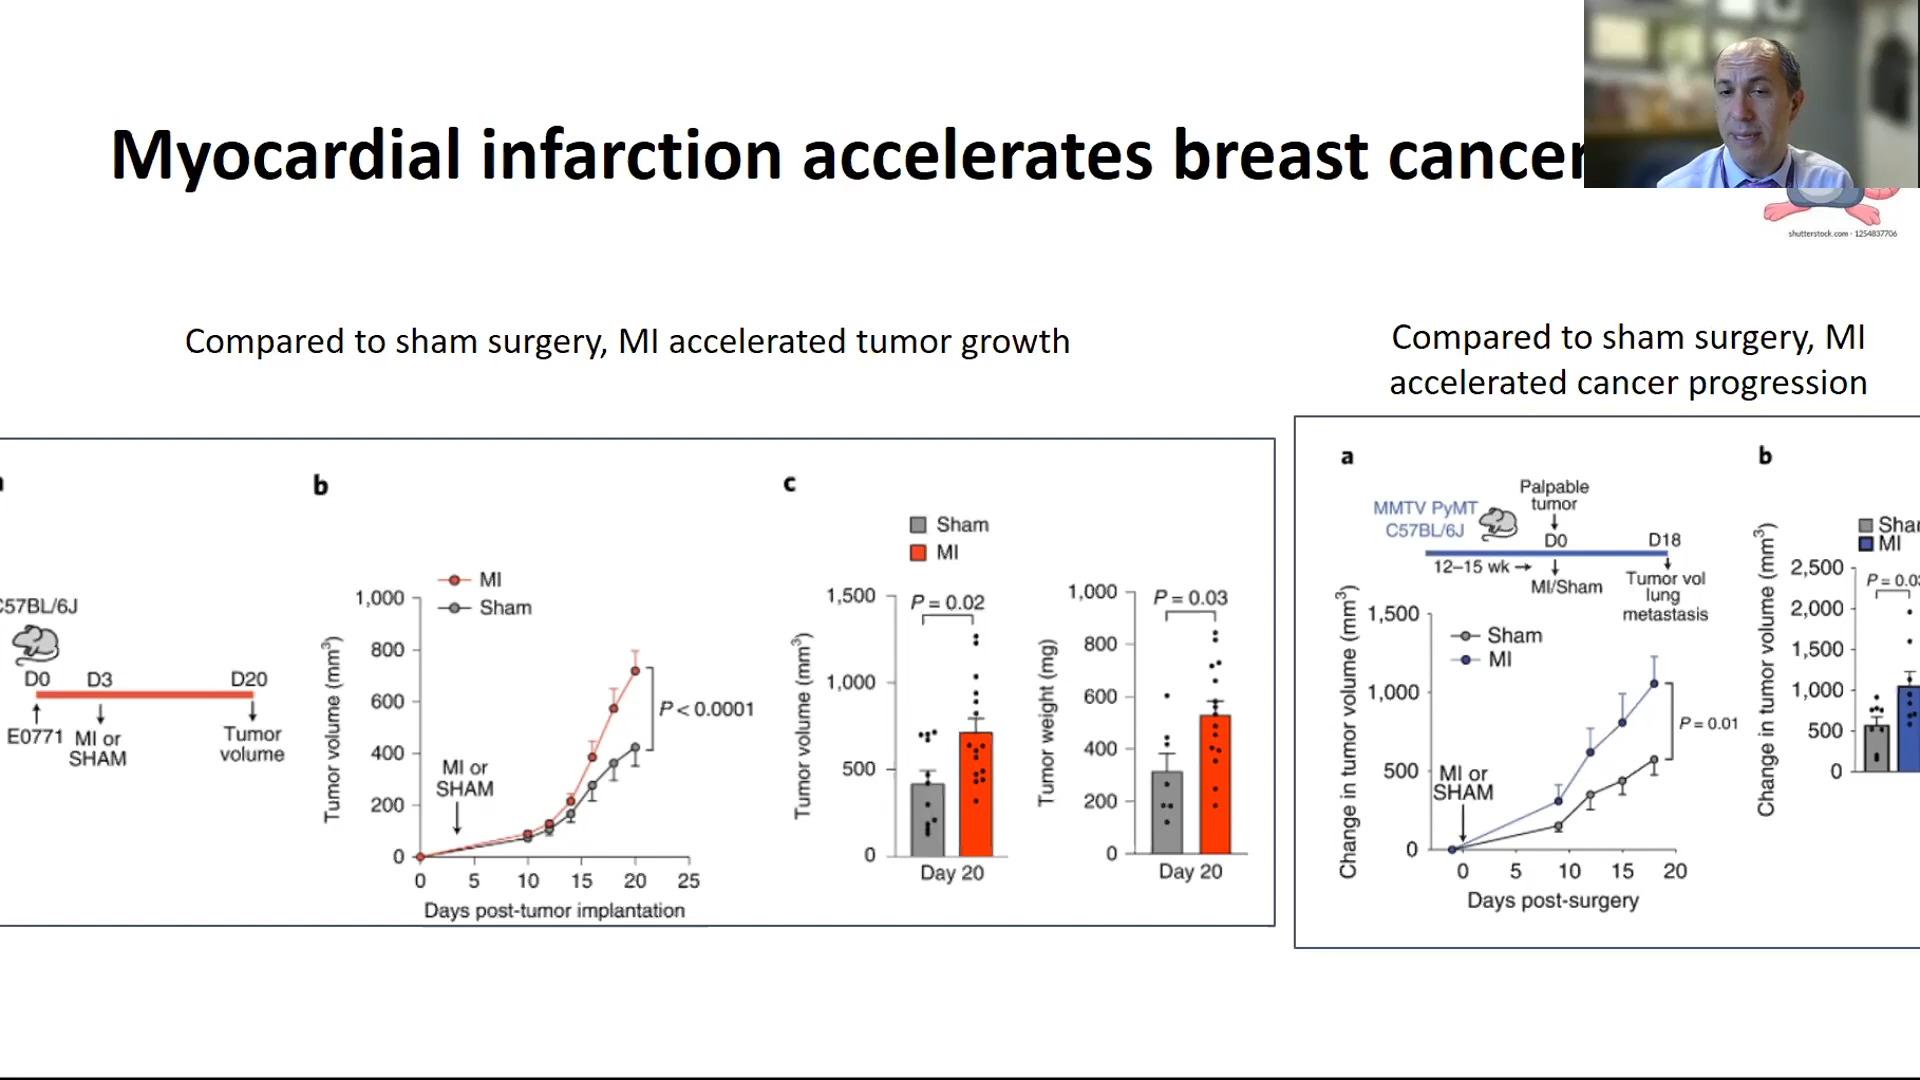 Myocardial infarction accelerates breast cancer
shutterstock.com · 1254837706
Compared to sham surgery, MI accelerated tumor growth
Compared to sham surgery, MI
accelerated cancer progression
C57BL/6J
D0 D3 D20
E0771
MI or
SHAM
Tumor
volume
b
MI
Sham
Tumor volume (mm³)
1,000
800
600
400
200
0
MI or
SHAM
P < 0.0001
0 5 10 15 20 25
Days post-tumor implantation
c
Sham
MI
Tumor volume (mm³)
1,500
1,000
500
0
P = 0.02
Day 20
Tumor weight (mg)
1,000
800
600
400
200
0
P = 0.03
Day 20
a
MMTV PyMT
C57BL/6J
Palpable
tumor
D0 D18
12–15 wk
MI/Sham
Tumor vol
lung
metastasis
Change in tumor volume (mm³)
1,500
1,000
500
0
Sham
MI
MI or
SHAM
P = 0.01
0 5 10 15 20
Days post-surgery
b
Sha
MI
Change in tumor volume (mm³)
2,500
2,000
1,500
1,000
500
0
P = 0.0